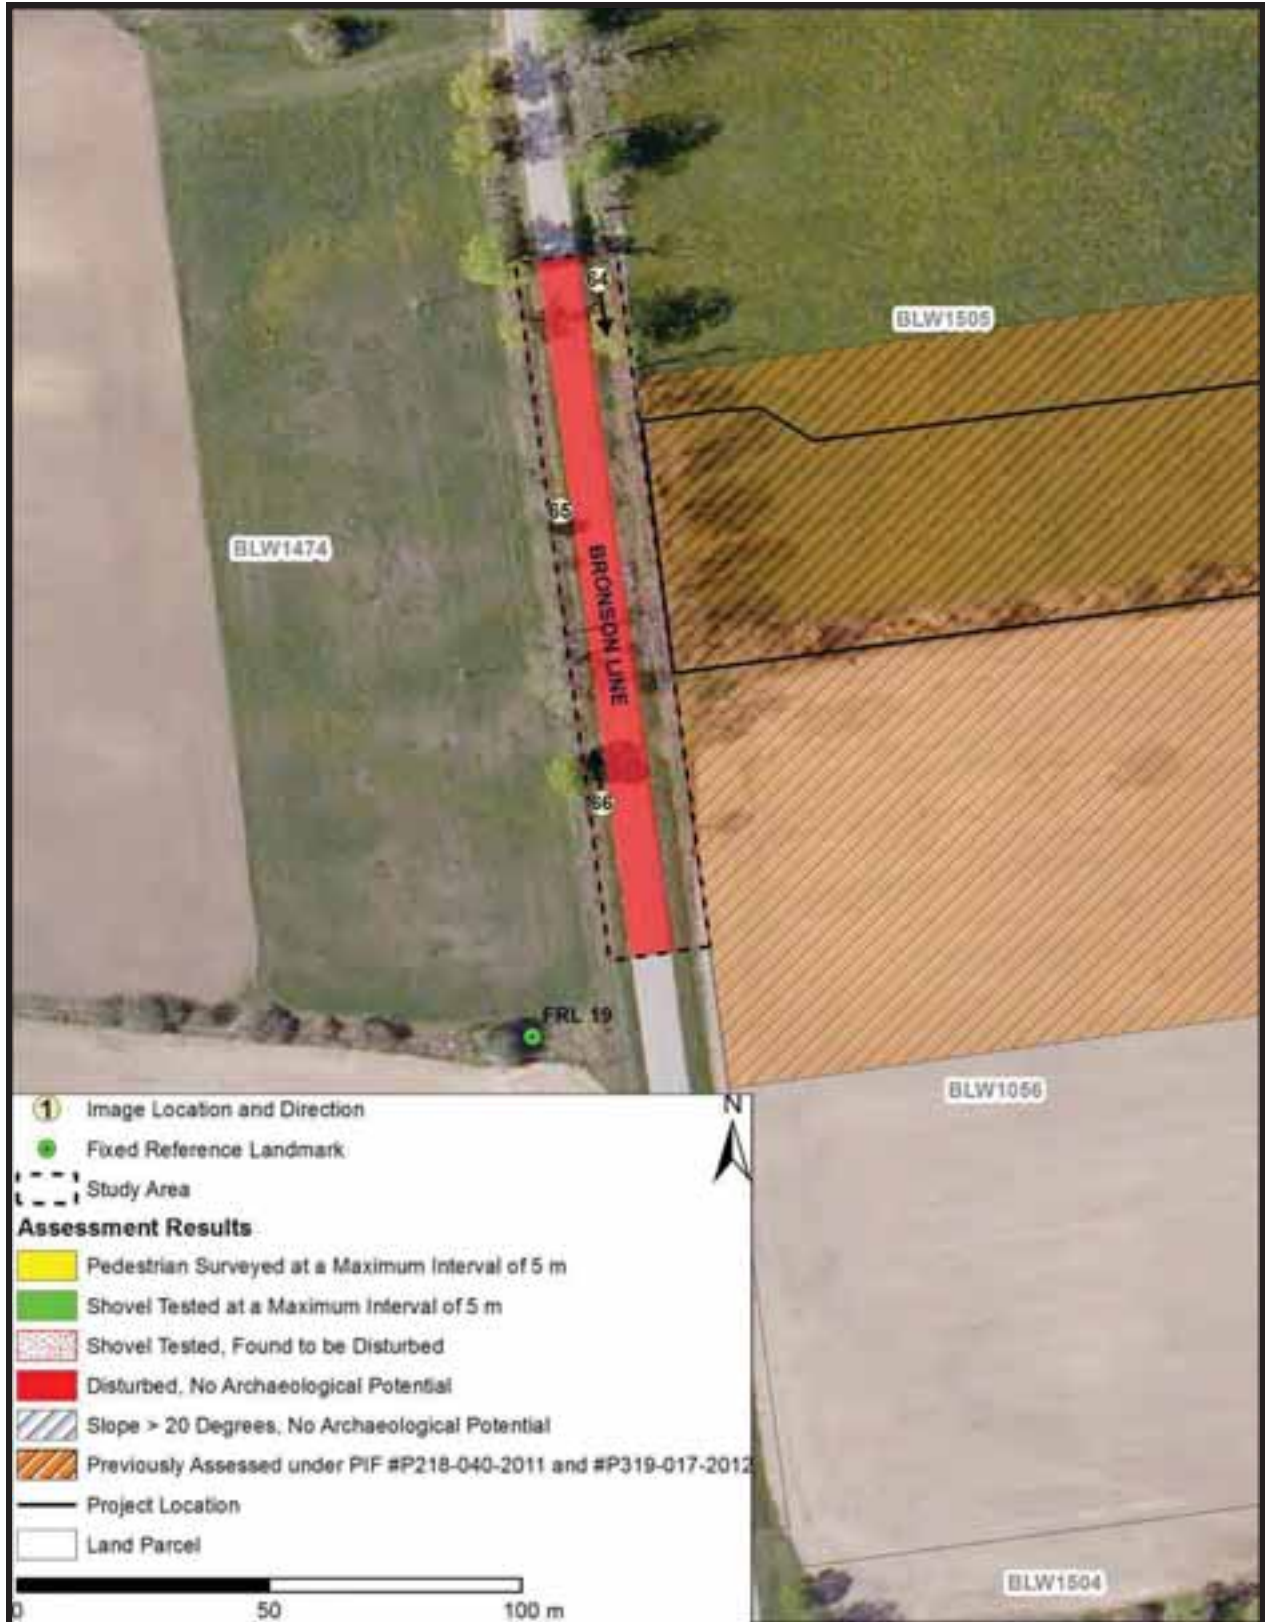 64
BLW1505
65
BLW1474
BRONSON LINE
66
FRL 19
BLW1056
N
1 Image Location and Direction
Fixed Reference Landmark
Study Area
Assessment Results
Pedestrian Surveyed at a Maximum Interval of 5 m
Shovel Tested at a Maximum Interval of 5 m
Shovel Tested, Found to be Disturbed
Disturbed, No Archaeological Potential
Slope > 20 Degrees, No Archaeological Potential
Previously Assessed under PIF #P218-040-2011 and #P319-017-2012
Project Location
Land Parcel
BLW1504
0 50 100 m